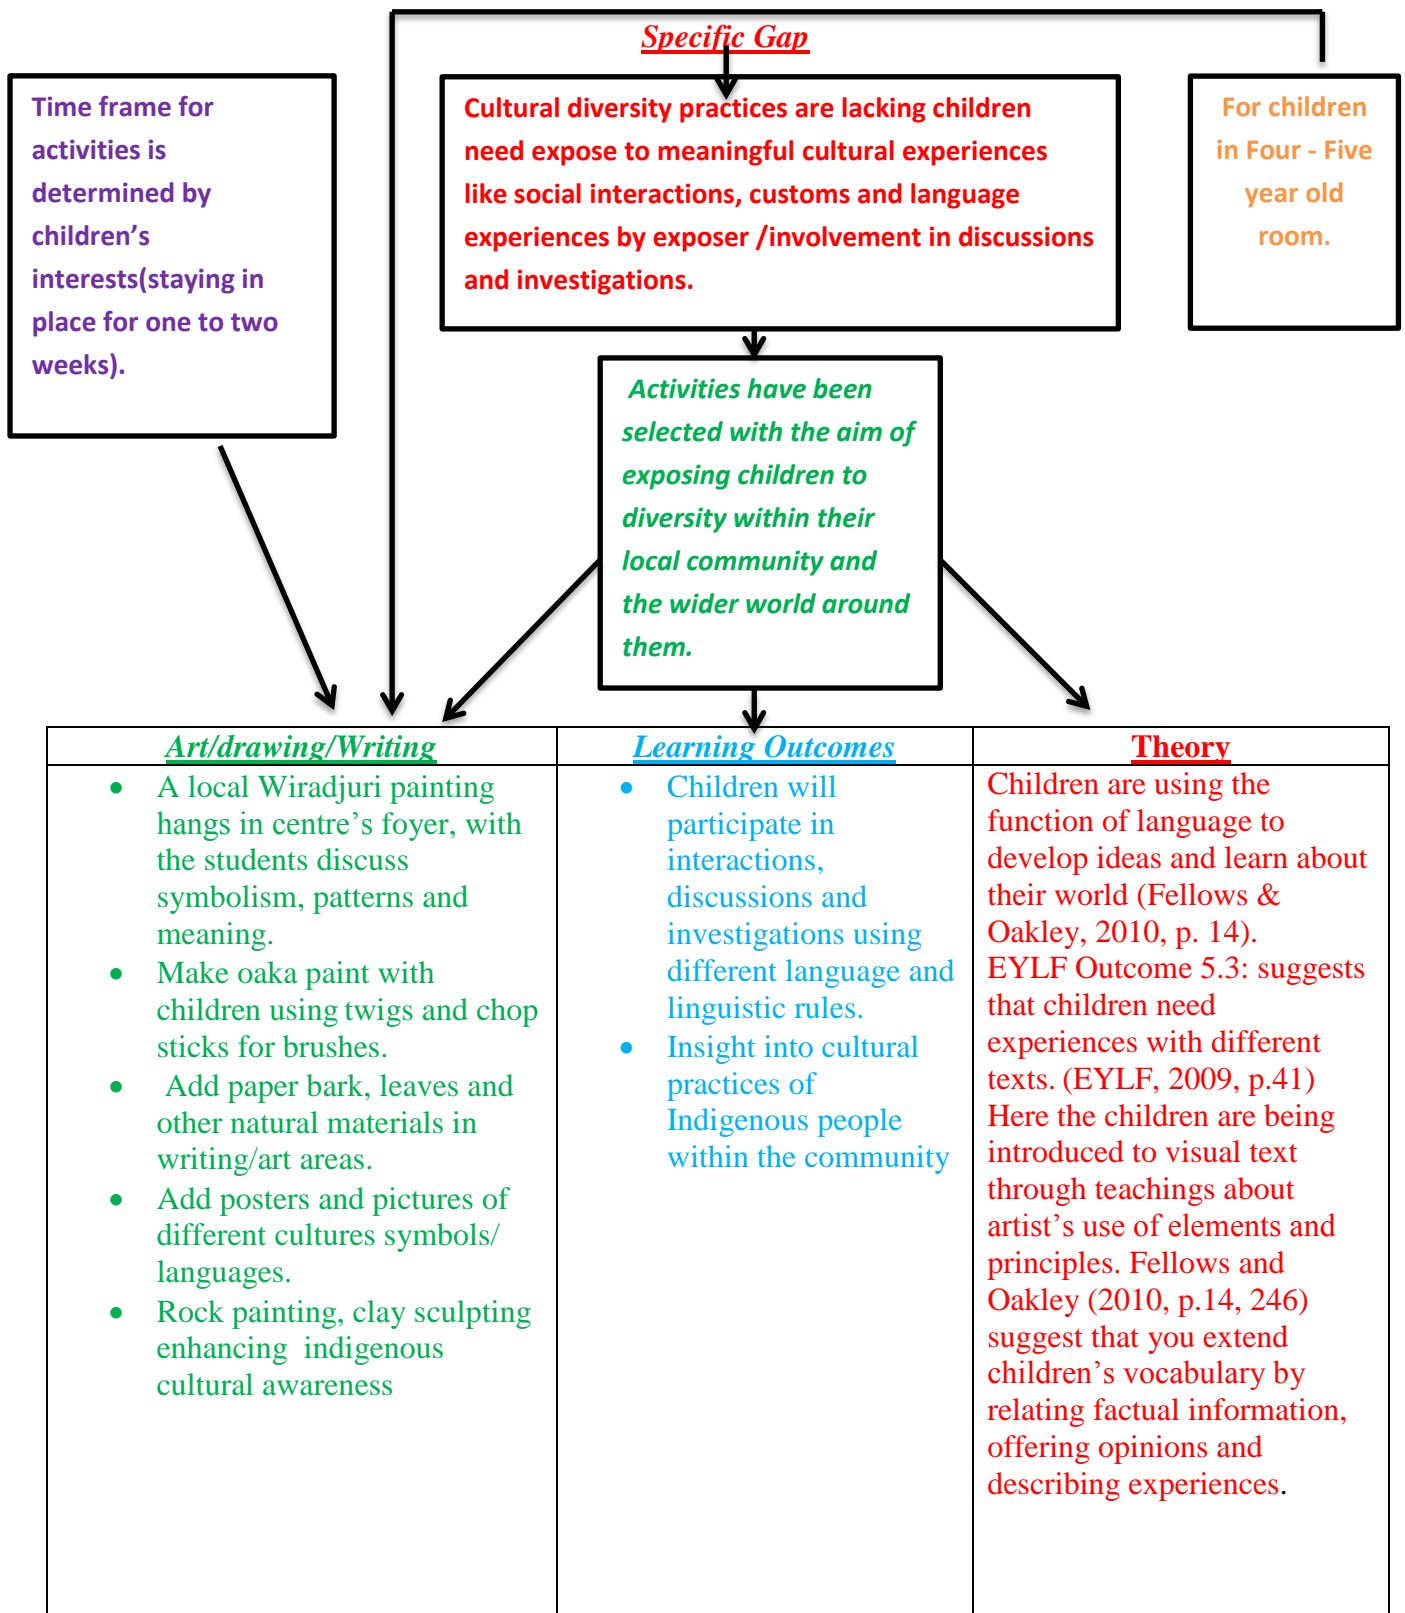 Specific Gap
Time frame for
activities is
determined by
children’s
interests(staying in
place for one to two
weeks).
Cultural diversity practices are lacking children
need expose to meaningful cultural experiences
like social interactions, customs and language
experiences by exposer /involvement in discussions
and investigations.
For children
in Four - Five
year old
room.
Activities have been
selected with the aim of
exposing children to
diversity within their
local community and
the wider world around
them.
Art/drawing/Writing
• A local Wiradjuri painting
hangs in centre’s foyer, with
the students discuss
symbolism, patterns and
meaning.
• Make oaka paint with
children using twigs and chop
sticks for brushes.
• Add paper bark, leaves and
other natural materials in
writing/art areas.
• Add posters and pictures of
different cultures symbols/
languages.
• Rock painting, clay sculpting
enhancing indigenous
cultural awareness
Learning Outcomes
• Children will
participate in
interactions,
discussions and
investigations using
different language and
linguistic rules.
• Insight into cultural
practices of
Indigenous people
within the community
Theory
Children are using the
function of language to
develop ideas and learn about
their world (Fellows &
Oakley, 2010, p. 14).
EYLF Outcome 5.3: suggests
that children need
experiences with different
texts. (EYLF, 2009, p.41)
Here the children are being
introduced to visual text
through teachings about
artist’s use of elements and
principles. Fellows and
Oakley (2010, p.14, 246)
suggest that you extend
children’s vocabulary by
relating factual information,
offering opinions and
describing experiences.